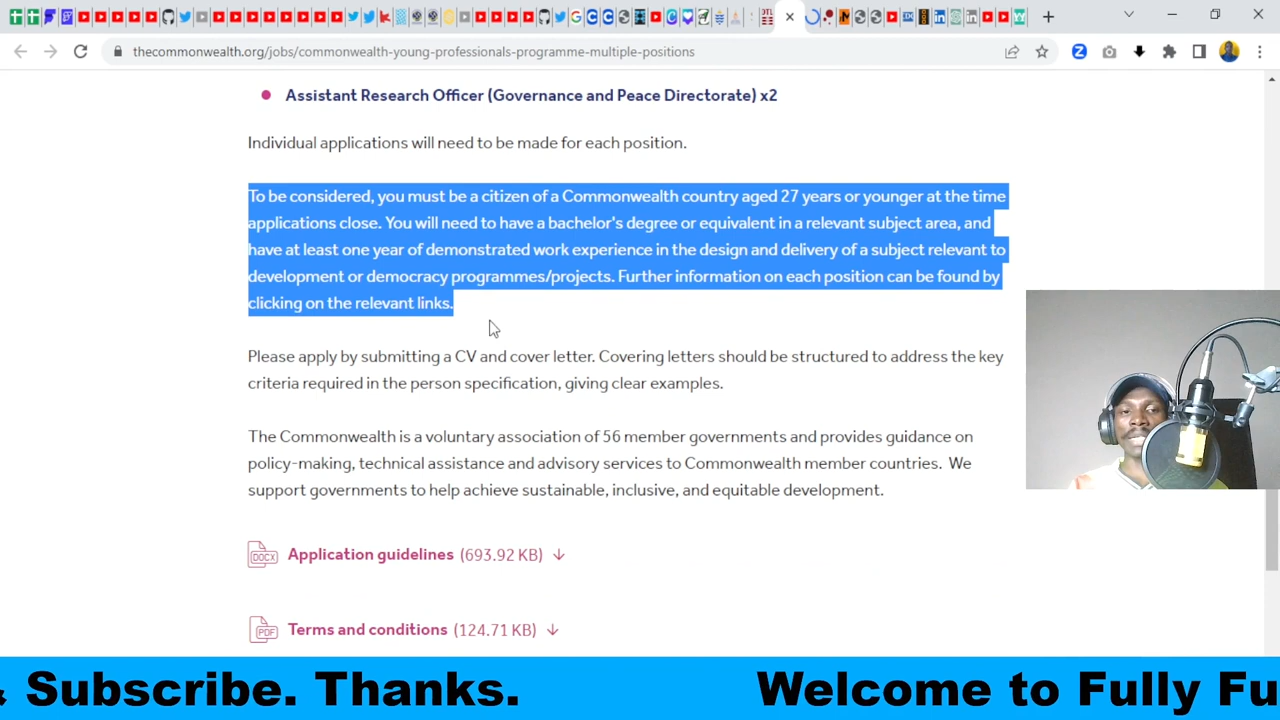 thecommonwealth.org/jobs/commonwealth-young-professionals-programme-multiple-positions
Assistant Research Officer (Governance and Peace Directorate) x2
Individual applications will need to be made for each position.
To be considered, you must be a citizen of a Commonwealth country aged 27 years or younger at the time
applications close. You will need to have a bachelor's degree or equivalent in a relevant subject area, and
have at least one year of demonstrated work experience in the design and delivery of a subject relevant to
development or democracy programmes/projects. Further information on each position can be found by
clicking on the relevant links.
Please apply by submitting a CV and cover letter. Covering letters should be structured to address the key
criteria required in the person specification, giving clear examples.
The Commonwealth is a voluntary association of 56 member governments and provides guidance on
policy-making, technical assistance and advisory services to Commonwealth member countries. We
support governments to help achieve sustainable, inclusive, and equitable development.
DOCX Application guidelines (693.92 KB)
PDF Terms and conditions (124.71 KB)
& Subscribe. Thanks. Welcome to Fully Fu